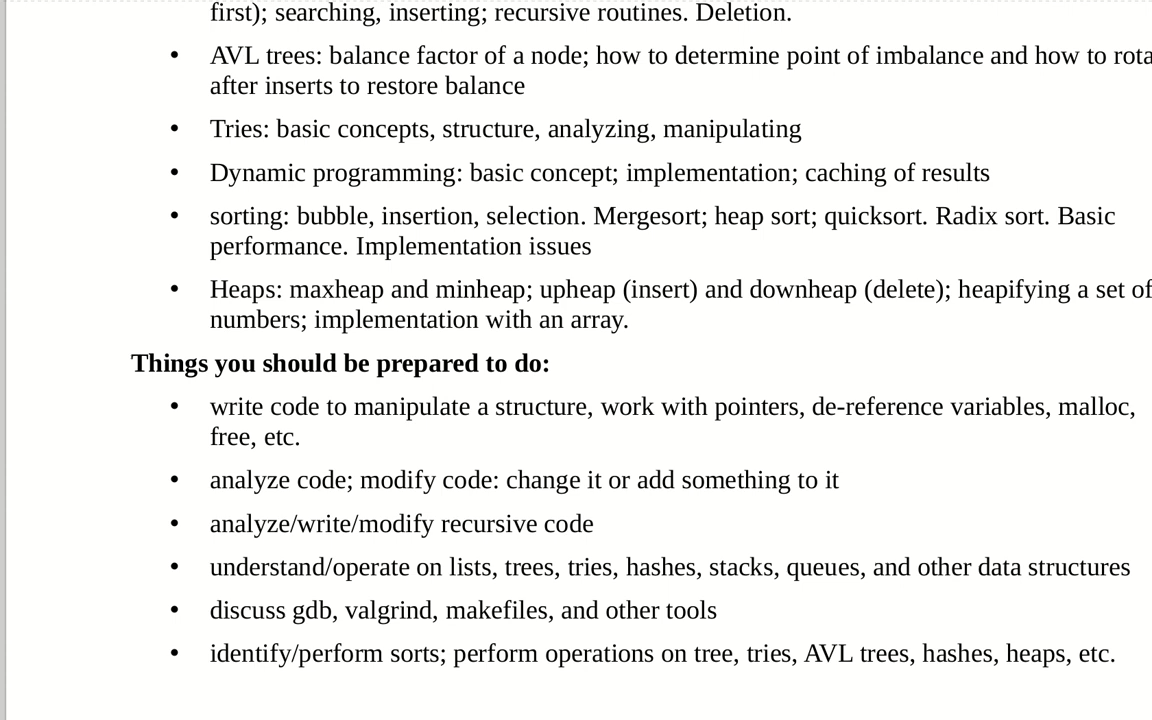 first); searching, inserting; recursive routines. Deletion.
• AVL trees: balance factor of a node; how to determine point of imbalance and how to rota
after inserts to restore balance
• Tries: basic concepts, structure, analyzing, manipulating
• Dynamic programming: basic concept; implementation; caching of results
• sorting: bubble, insertion, selection. Mergesort; heap sort; quicksort. Radix sort. Basic
performance. Implementation issues
• Heaps: maxheap and minheap; upheap (insert) and downheap (delete); heapifying a set of
numbers; implementation with an array.
Things you should be prepared to do:
• write code to manipulate a structure, work with pointers, de-reference variables, malloc,
free, etc.
• analyze code; modify code: change it or add something to it
• analyze/write/modify recursive code
• understand/operate on lists, trees, tries, hashes, stacks, queues, and other data structures
• discuss gdb, valgrind, makefiles, and other tools
• identify/perform sorts; perform operations on tree, tries, AVL trees, hashes, heaps, etc.